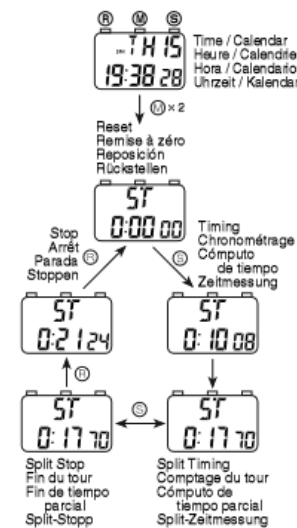 R M S
TH 15
19:38 28
Time / Calendar
Heure / Calendrie
Hora / Calendario
Uhrzeit / Kalendar
M × 2
Reset
Remise à zéro
Reposición
Rückstellen
ST
0:00 00
Stop
Arrêt
Parada
Stoppen
R
S
Timing
Chronométrage
Cómputo
de tiempo
Zeitmessung
ST
0:21 24
ST
0:10 08
R
ST
0:17 70
S
ST
0:17 70
Split Stop
Fin du tour
Fin de tiempo
parcial
Split-Stopp
Split Timing
Comptage du tour
Cómputo de
tiempo parcial
Split-Zeitmessung